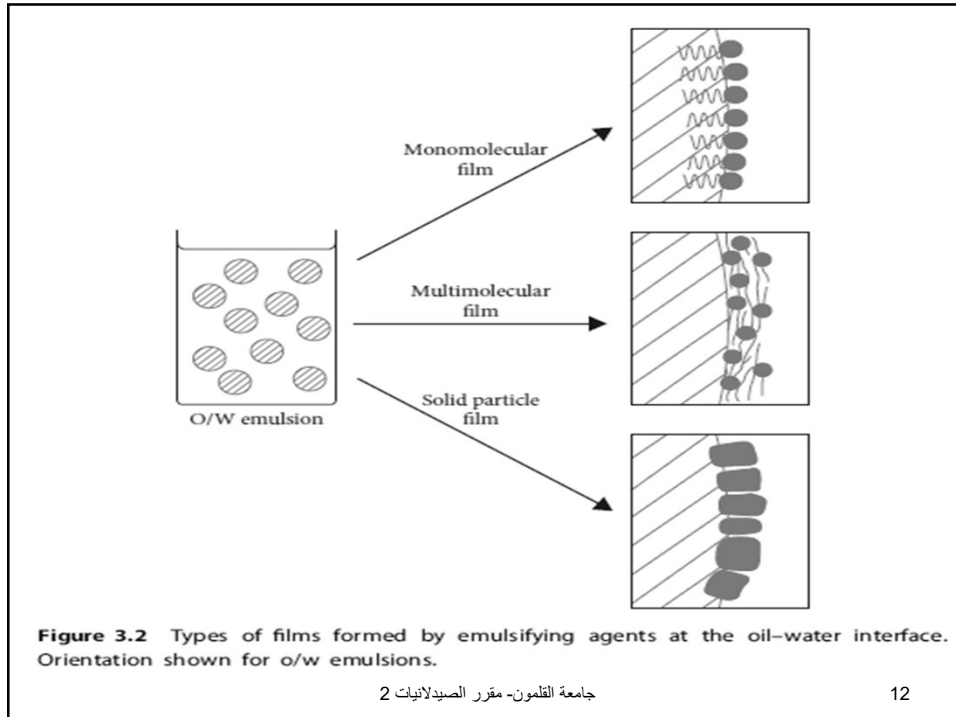 Monomolecular
film
Multimolecular
film
Solid particle
film
O/W emulsion
Figure 3.2 Types of films formed by emulsifying agents at the oil–water interface.
Orientation shown for o/w emulsions.
جامعة القلمون- مقرر الصيدلانيات 2
12